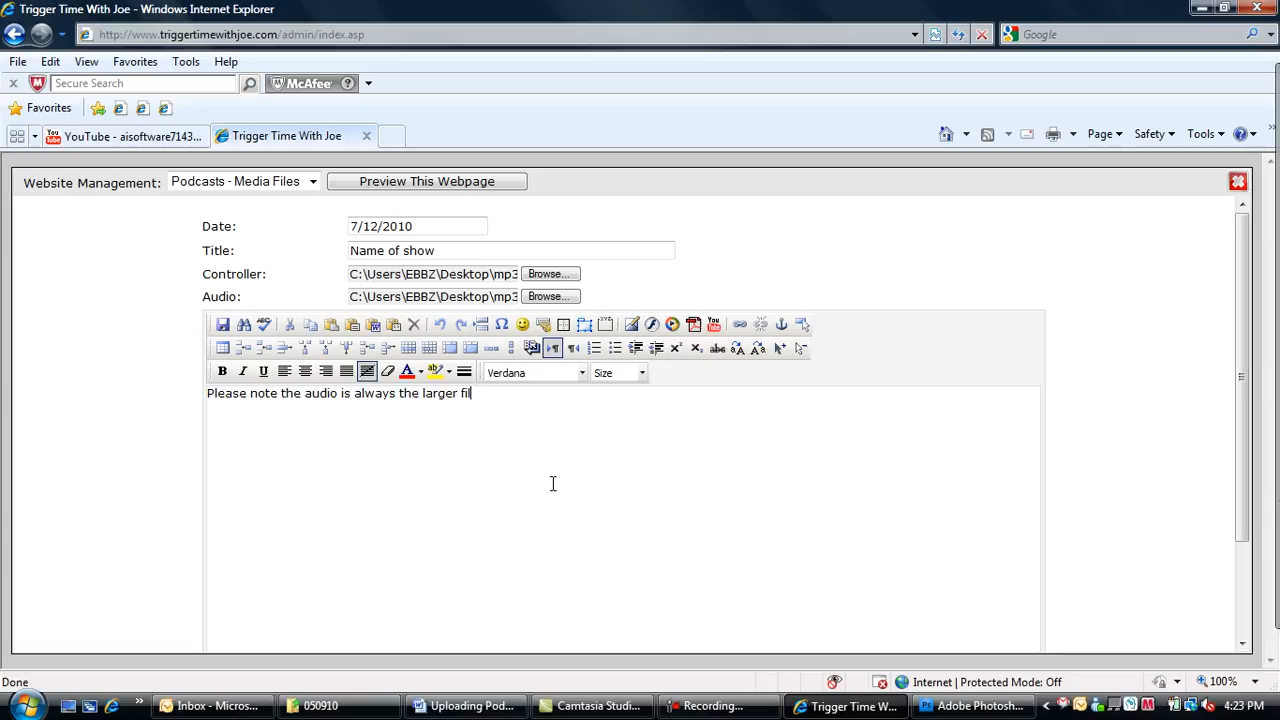 Trigger Time With Joe - Windows Internet Explorer
http://www.triggertimewithjoe.com/admin/index.asp
Google
File Edit View Favorites Tools Help
Secure Search McAfee
Favorites
YouTube - aisoftware7143... Trigger Time With Joe
Page Safety Tools
Website Management: Podcasts - Media Files Preview This Webpage
Date: 7/12/2010
Title: Name of show
Controller: C:\Users\EBBZ\Desktop\mp3 Browse...
Audio: C:\Users\EBBZ\Desktop\mp3 Browse...
B I U A ab Verdana Size
Please note the audio is always the larger fil
Done Internet | Protected Mode: Off 100%
Inbox - Micros... 050910 Uploading Pod... Camtasia Studi... Recording... Trigger Time W... Adobe Photosh... 4:23 PM